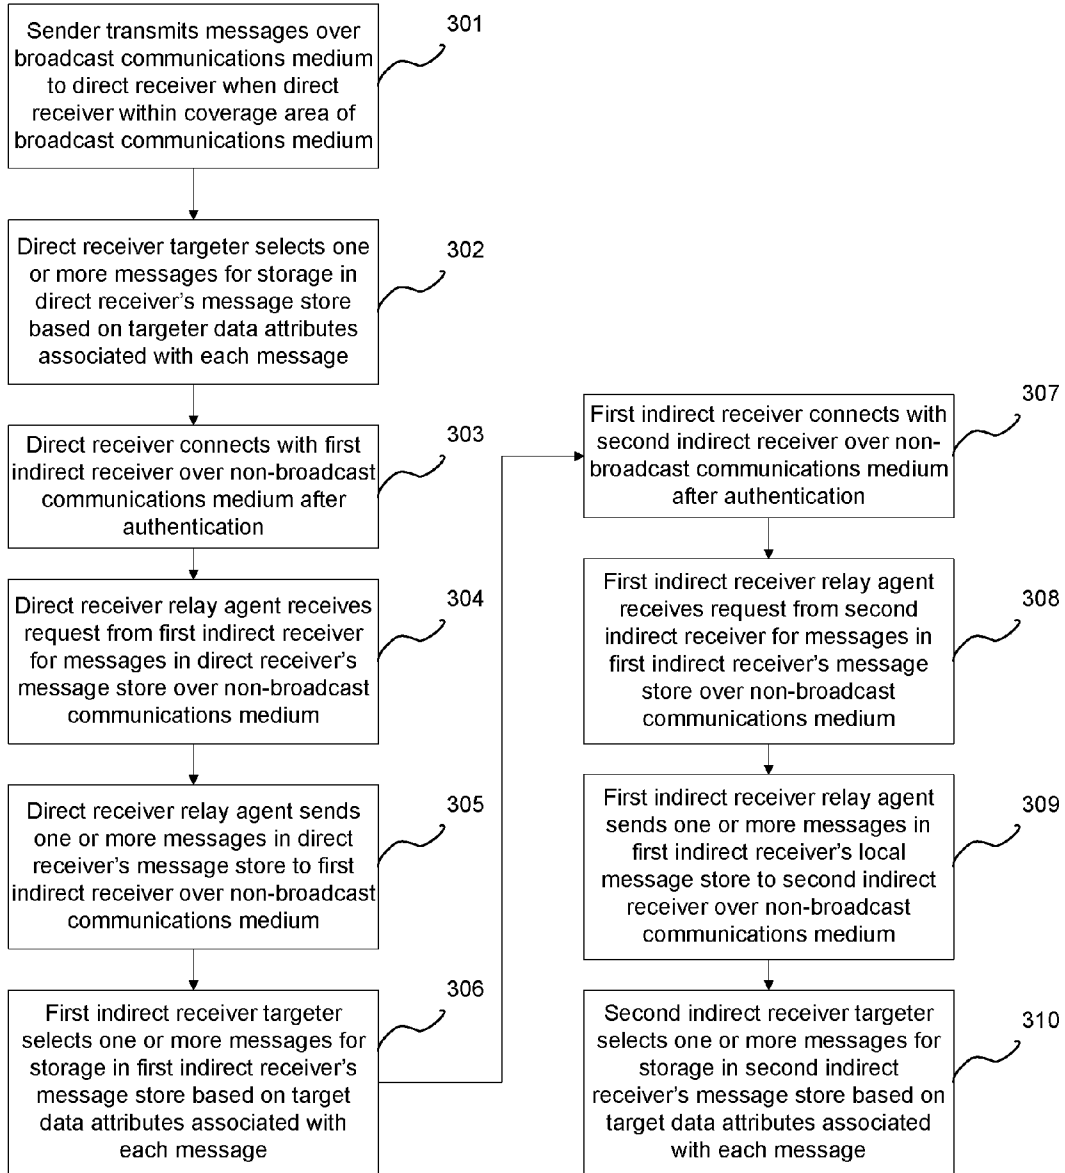 Sender transmits messages over
broadcast communications medium
to direct receiver when direct
receiver within coverage area of
broadcast communications medium
301
Direct receiver targeter selects one
or more messages for storage in
direct receiver's message store
based on targeter data attributes
associated with each message
302
Direct receiver connects with first
indirect receiver over non-broadcast
communications medium after
authentication
303
Direct receiver relay agent receives
request from first indirect receiver
for messages in direct receiver's
message store over non-broadcast
communications medium
304
Direct receiver relay agent sends
one or more messages in direct
receiver's message store to first
indirect receiver over non-broadcast
communications medium
305
First indirect receiver targeter
selects one or more messages for
storage in first indirect receiver's
message store based on target
data attributes associated with
each message
306
First indirect receiver connects with
second indirect receiver over non-
broadcast communications medium
after authentication
307
First indirect receiver relay agent
receives request from second
indirect receiver for messages in
first indirect receiver's message
store over non-broadcast
communications medium
308
First indirect receiver relay agent
sends one or more messages in
first indirect receiver's local
message store to second indirect
receiver over non-broadcast
communications medium
309
Second indirect receiver targeter
selects one or more messages for
storage in second indirect
receiver's message store based on
target data attributes associated
with each message
310